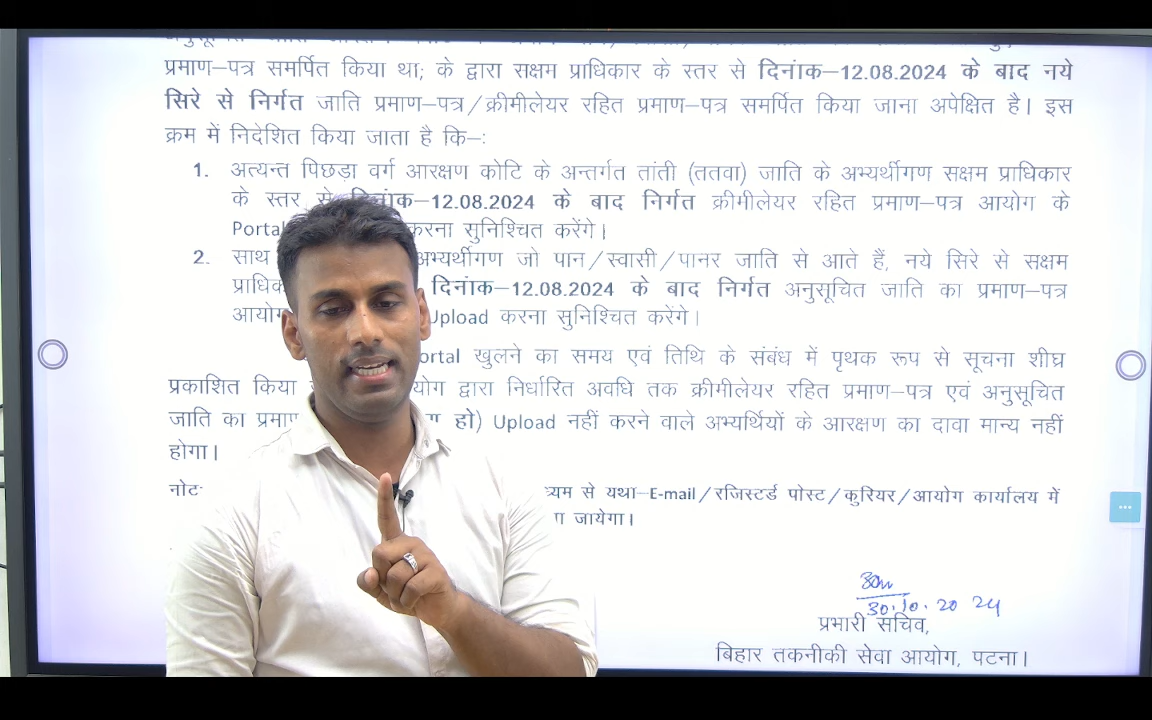 प्रमाण–पत्र समर्पित किया था; के द्वारा सक्षम प्राधिकार के स्तर से दिनांक–12.08.2024 के बाद नये
सिरे से निर्गत जाति प्रमाण–पत्र/क्रीमीलेयर रहित प्रमाण–पत्र समर्पित किया जाना अपेक्षित है। इस
क्रम में निदेशित किया जाता है कि–:
1. अत्यन्त पिछड़ा वर्ग आरक्षण कोटि के अन्तर्गत तांती (ततवा) जाति के अभ्यर्थीगण सक्षम प्राधिकार
के स्तर से दिनांक–12.08.2024 के बाद निर्गत क्रीमीलेयर रहित प्रमाण–पत्र आयोग के
Portal करना सुनिश्चित करेंगे।
2. साथ अभ्यर्थीगण जो पान/स्वासी/पानर जाति से आते हैं, नये सिरे से सक्षम
दिनांक–12.08.2024 के बाद निर्गत अनुसूचित जाति का प्रमाण–पत्र
Upload करना सुनिश्चित करेंगे।
खुलने का समय एवं तिथि के संबंध में पृथक रूप से सूचना शीघ्र
प्रकाशित किया द्वारा निर्धारित अवधि तक क्रीमीलेयर रहित प्रमाण–पत्र एवं अनुसूचित
जाति का हो) Upload नहीं करने वाले अभ्यर्थियों के आरक्षण का दावा मान्य नहीं
होगा।
से यथा–E-mail/रजिस्टर्ड पोस्ट/कुरियर/आयोग कार्यालय में
जायेगा।
30.10.2024
प्रभारी सचिव,
बिहार तकनीकी सेवा आयोग, पटना।